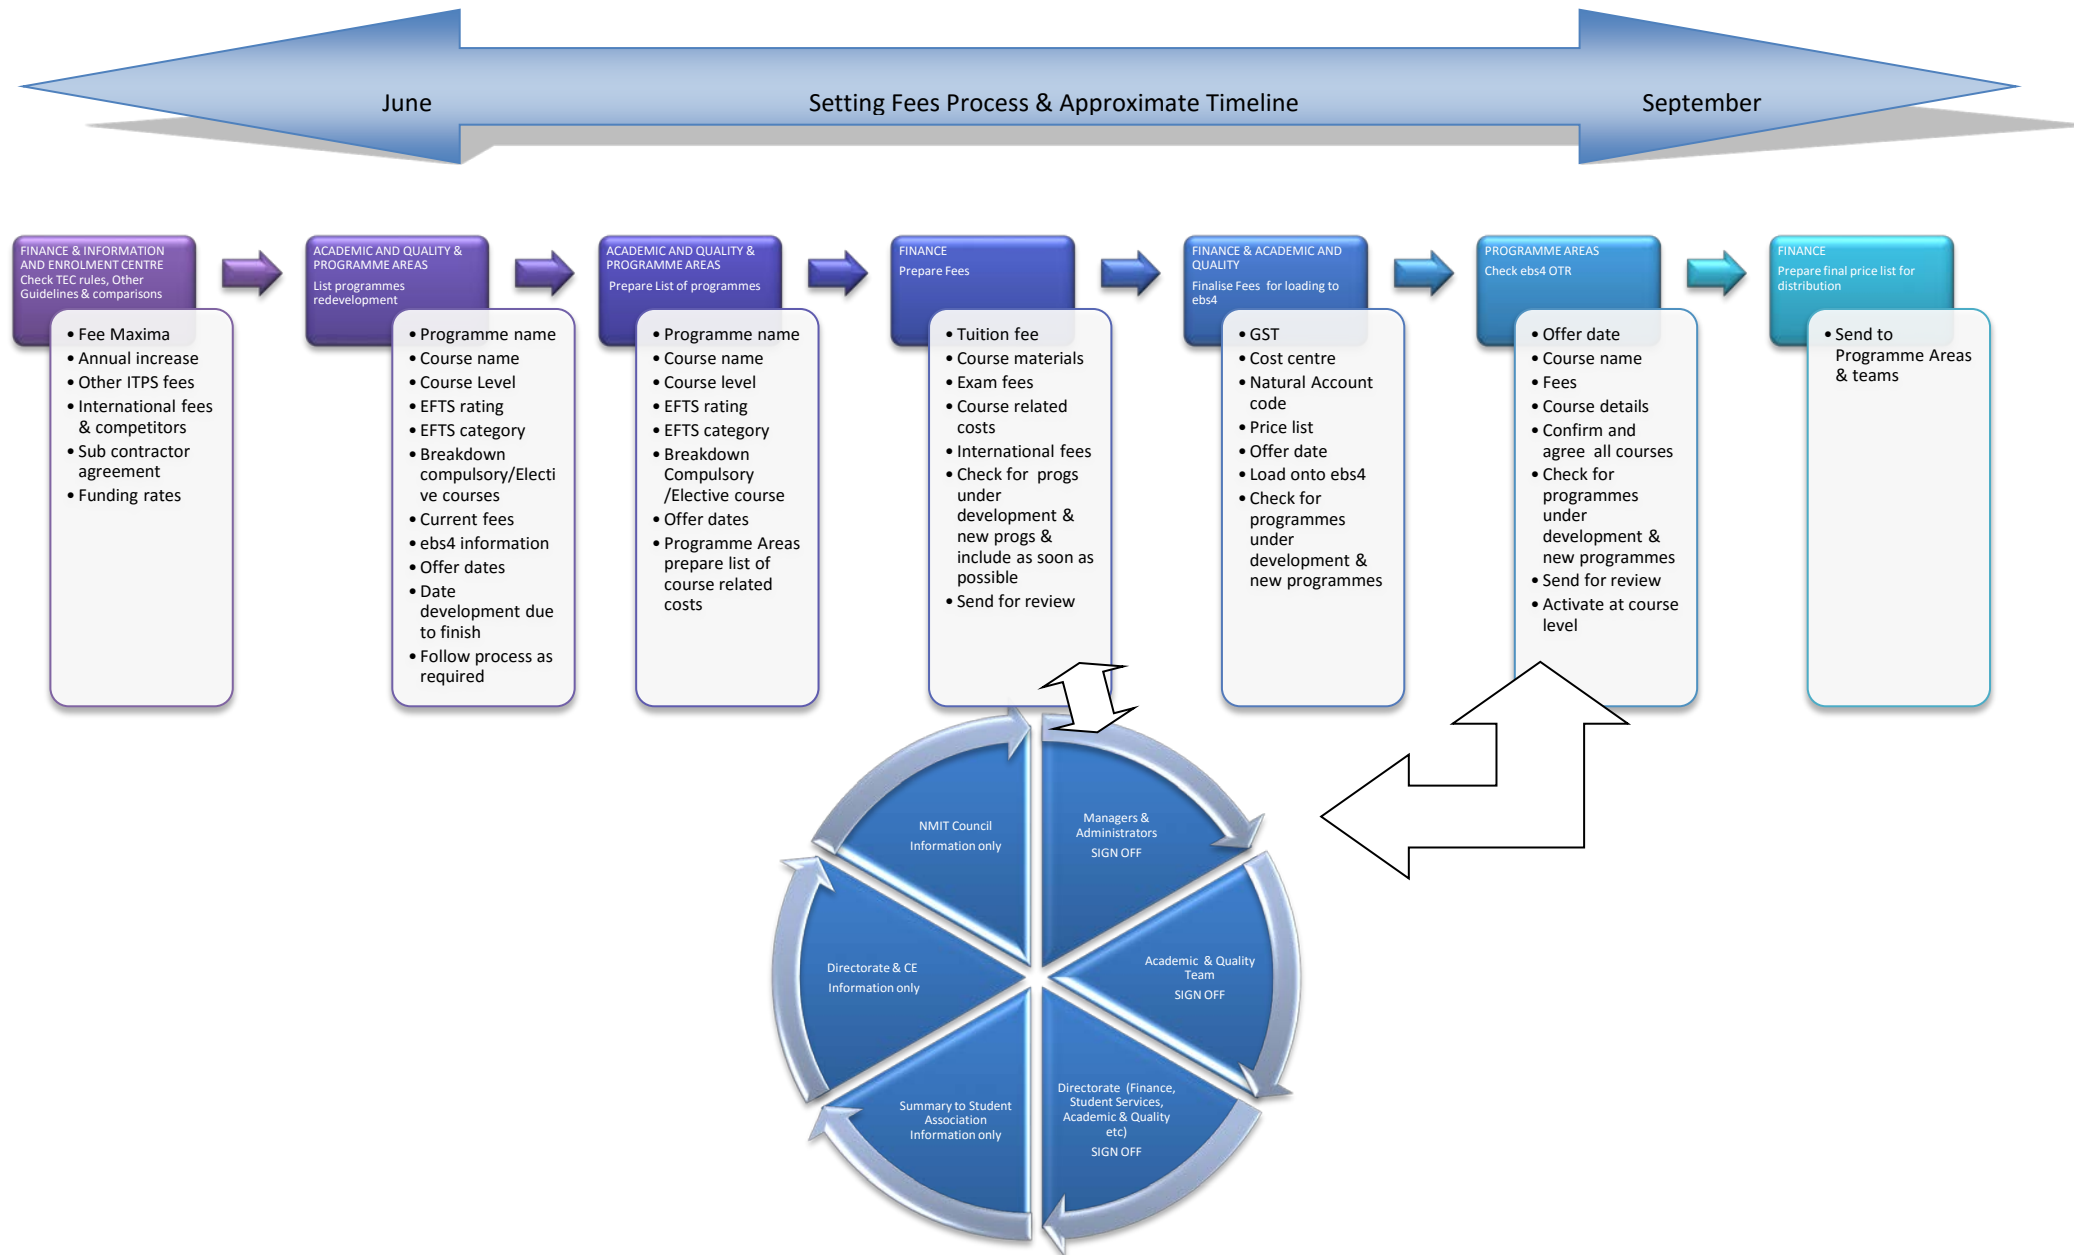 June
Setting Fees Process & Approximate Timeline
September
FINANCE & INFORMATION
AND ENROLMENT CENTRE
Check TEC rules, Other
Guidelines & comparisons
• Fee Maxima
• Annual increase
• Other ITPS fees
• International fees
& competitors
• Sub contractor
agreement
• Funding rates
ACADEMIC AND QUALITY &
PROGRAMME AREAS
List programmes
redevelopment
• Programme name
• Course name
• Course Level
• EFTS rating
• EFTS category
• Breakdown
compulsory/Electi
ve courses
• Current fees
• ebs4 information
• Offer dates
• Date
development due
to finish
• Follow process as
required
ACADEMIC AND QUALITY &
PROGRAMME AREAS
Prepare List of programmes
• Programme name
• Course name
• Course level
• EFTS rating
• EFTS category
• Breakdown
Compulsory
/Elective course
• Offer dates
• Programme Areas
prepare list of
course related
costs
FINANCE
Prepare Fees
• Tuition fee
• Course materials
• Exam fees
• Course related
costs
• International fees
• Check for progs
under
development &
new progs &
include as soon as
possible
• Send for review
FINANCE & ACADEMIC AND
QUALITY
Finalise Fees for loading to
ebs4
• GST
• Cost centre
• Natural Account
code
• Price list
• Offer date
• Load onto ebs4
• Check for
programmes
under
development &
new programmes
PROGRAMME AREAS
Check ebs4 OTR
• Offer date
• Course name
• Fees
• Course details
• Confirm and
agree all courses
• Check for
programmes
under
development &
new programmes
• Send for review
• Activate at course
level
FINANCE
Prepare final price list for
distribution
• Send to
Programme Areas
& teams
Managers &
Administrators
SIGN OFF
Academic & Quality
Team
SIGN OFF
Directorate (Finance,
Student Services,
Academic & Quality
etc)
SIGN OFF
Summary to Student
Association
Information only
Directorate & CE
Information only
NMIT Council
Information only